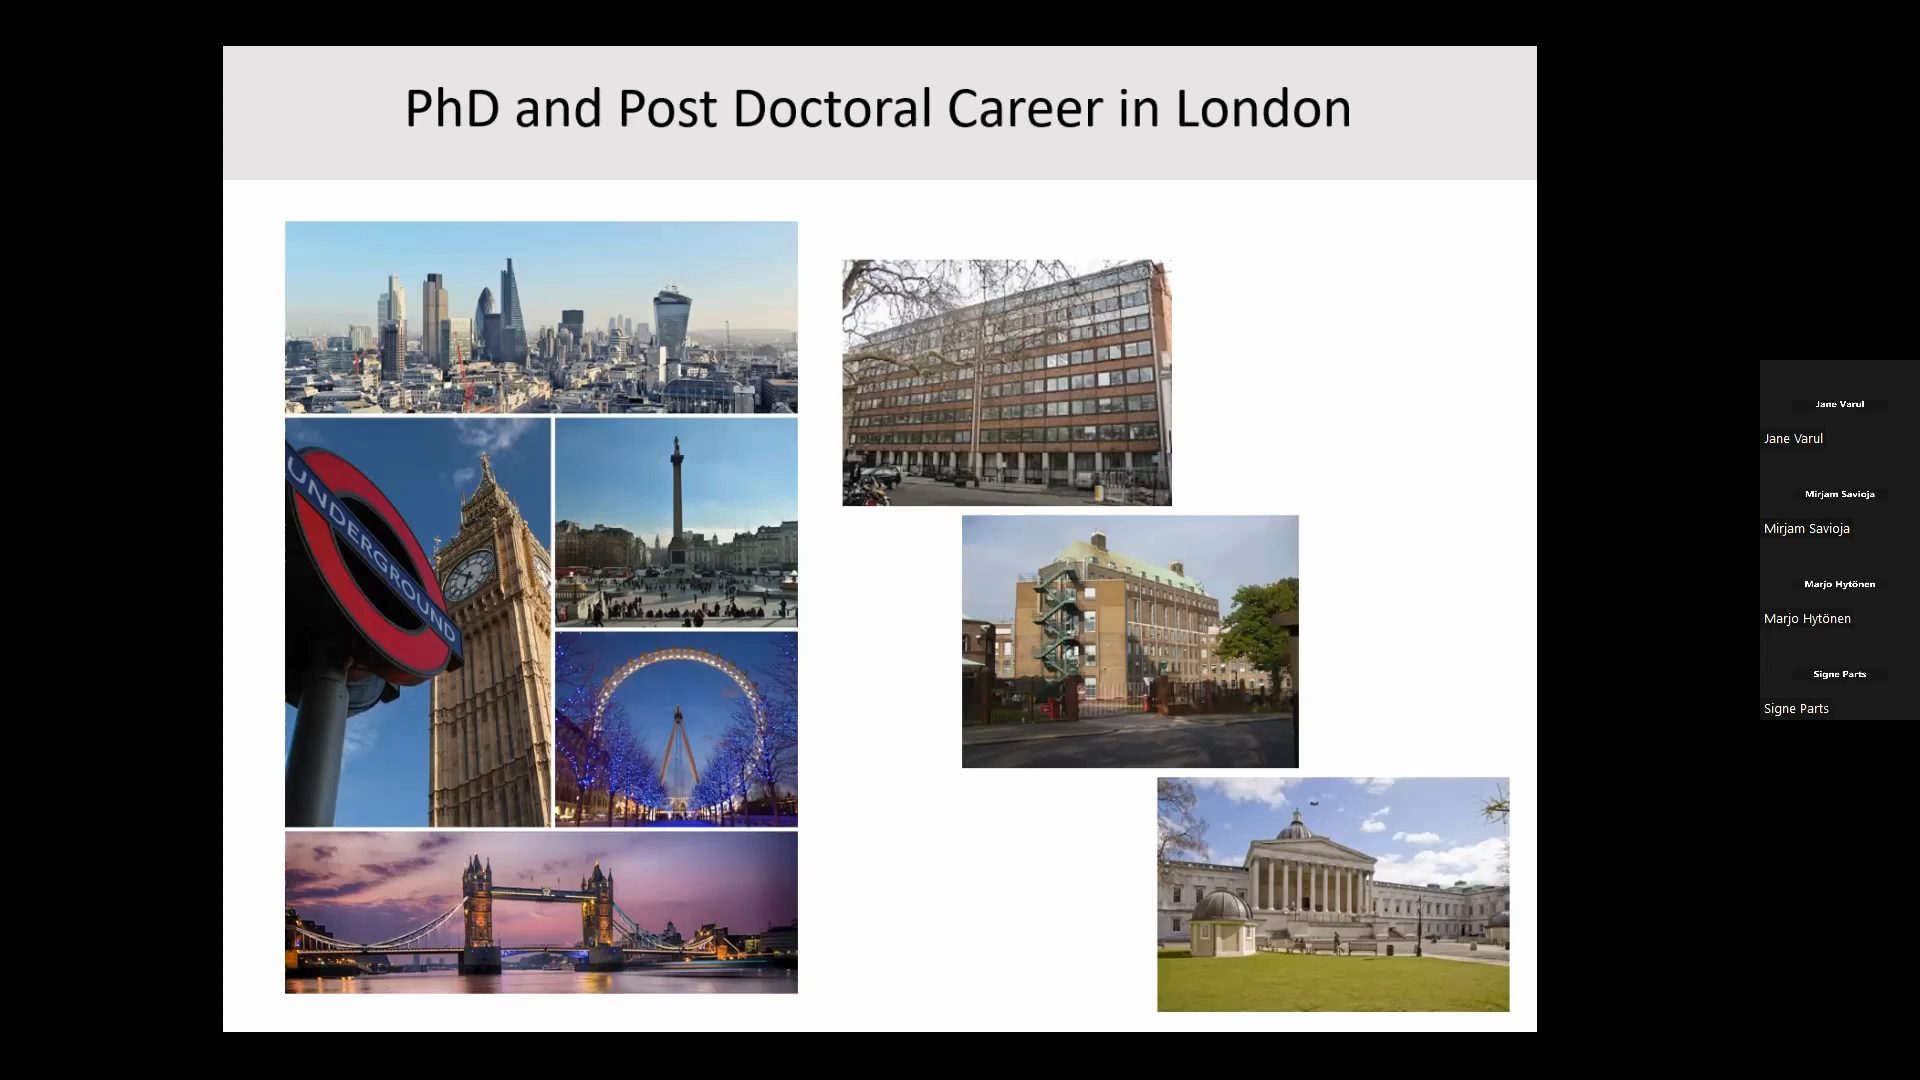 PhD and Post Doctoral Career in London
UNDERGROUND
Jane Varul
Jane Varul
Mirjam Savioja
Mirjam Savioja
Marjo Hytönen
Marjo Hytönen
Signe Parts
Signe Parts